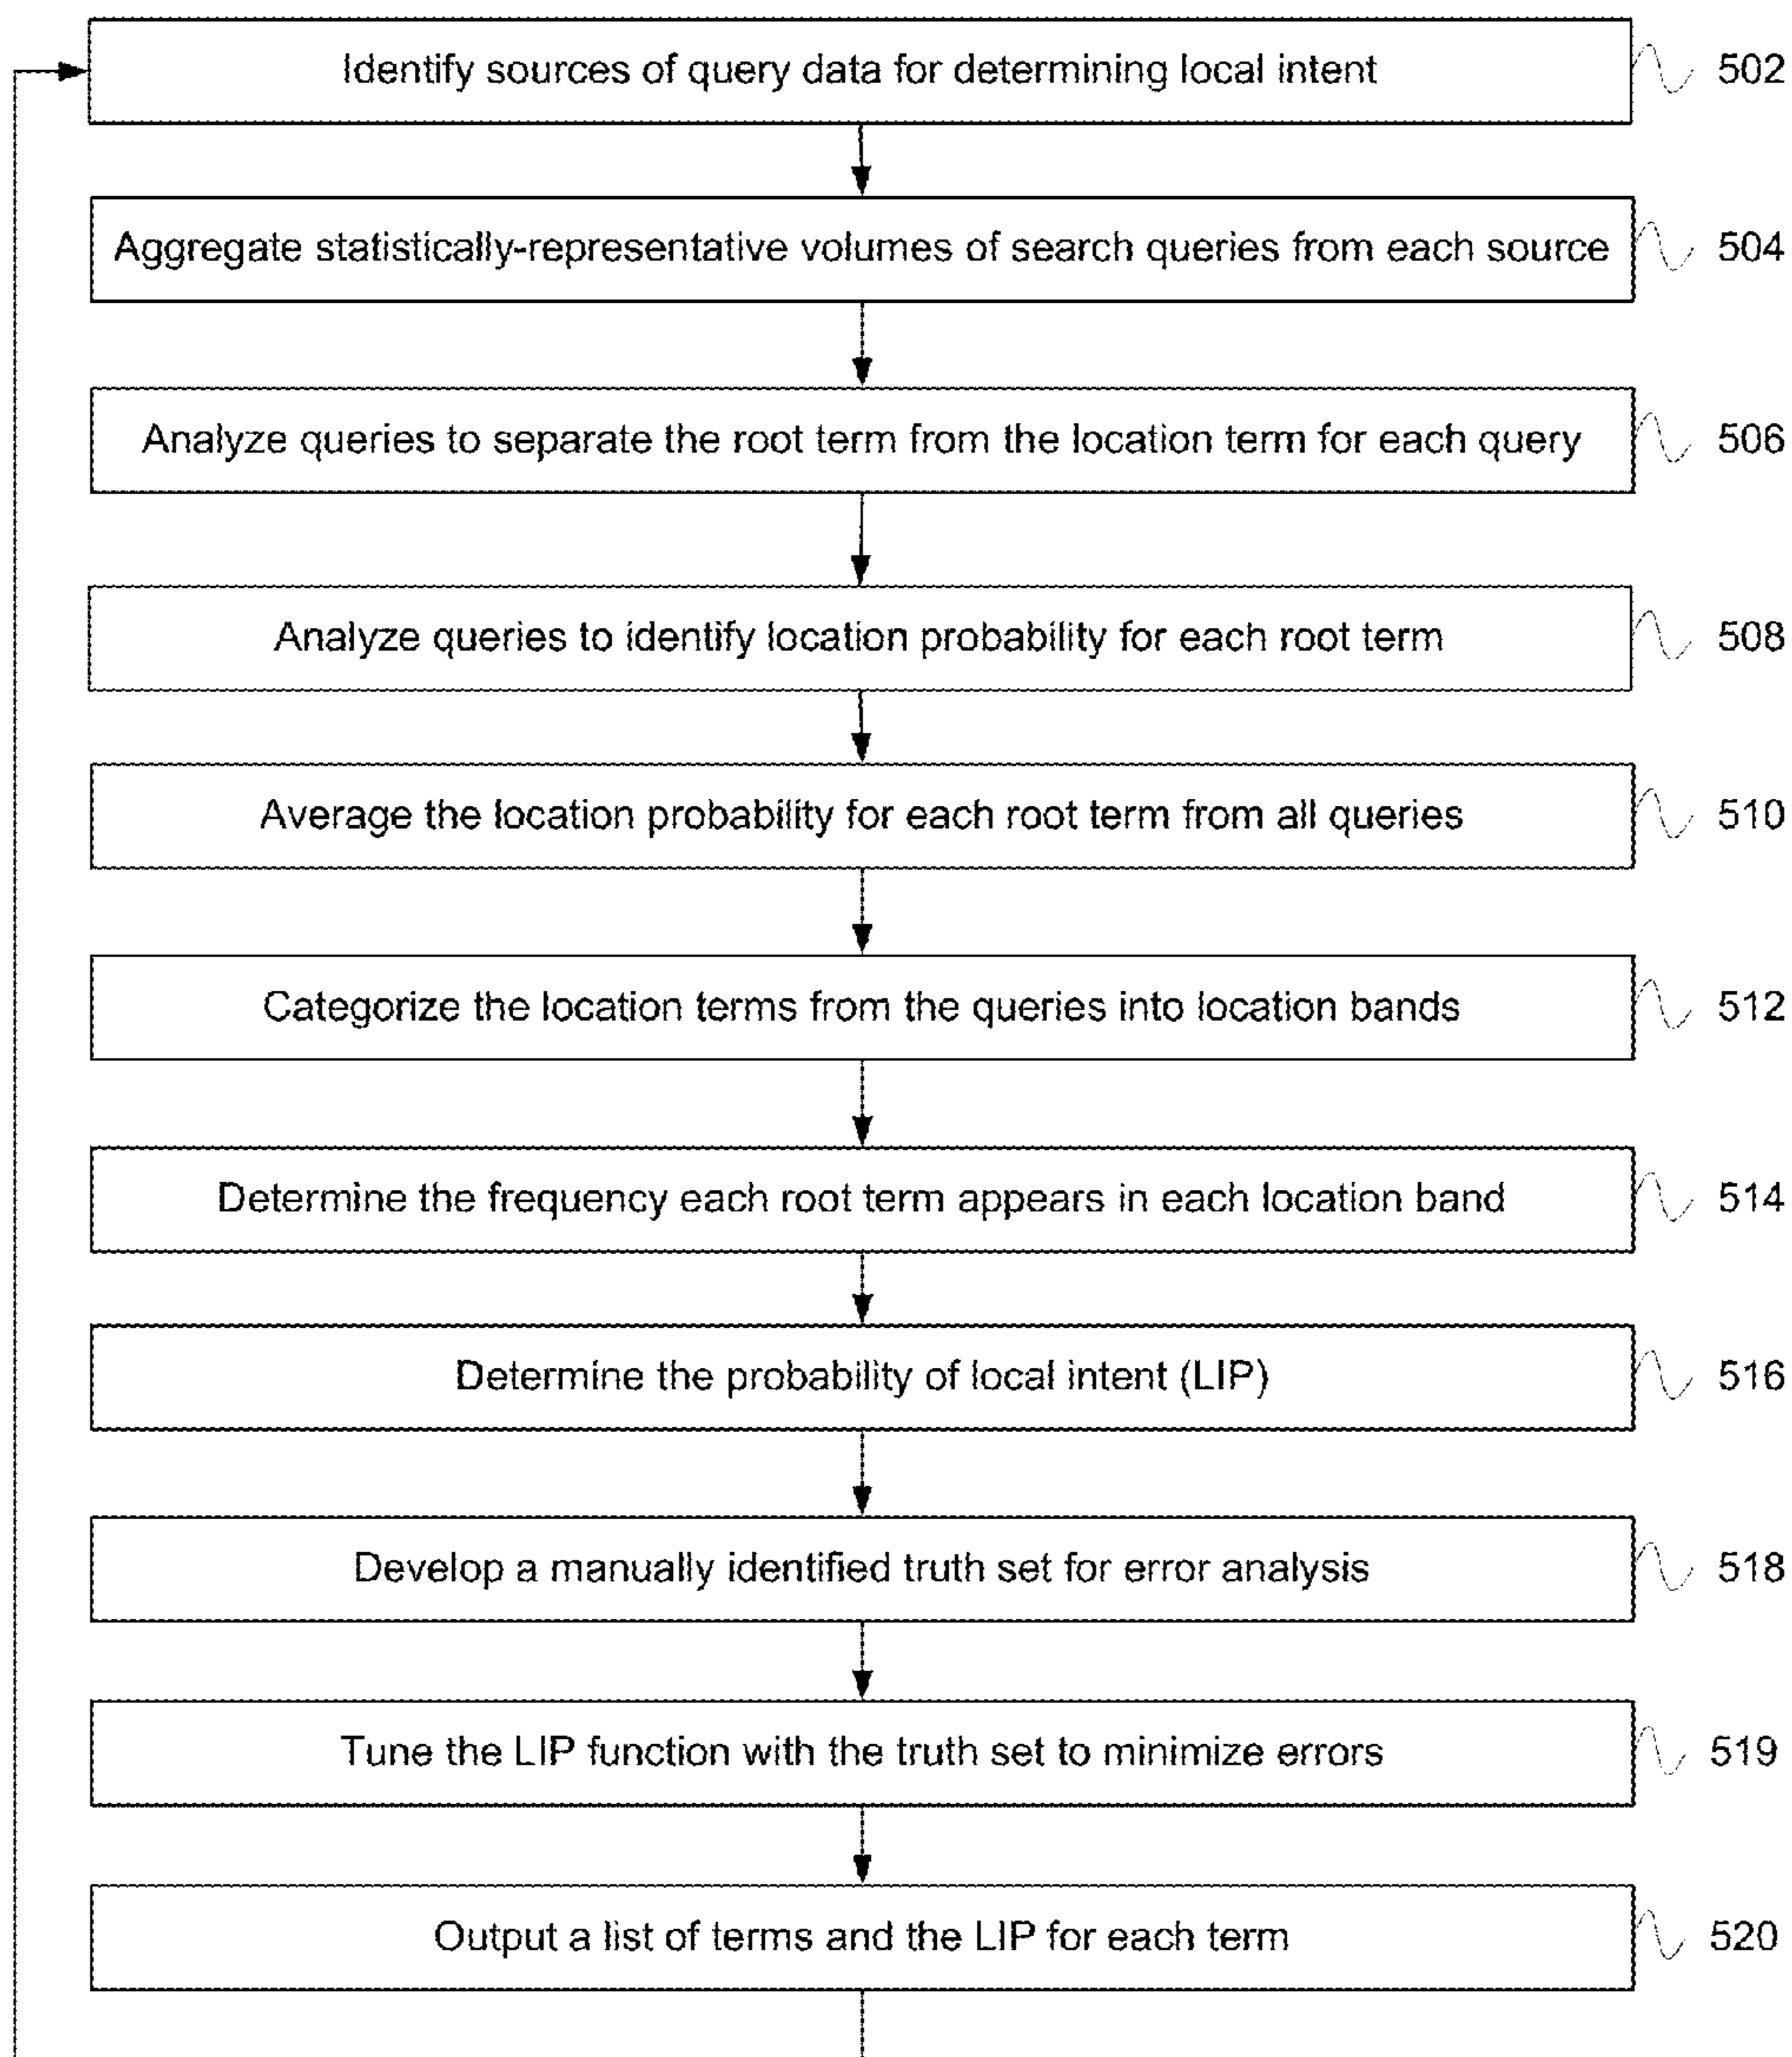 Identify sources of query data for determining local intent
502
Aggregate statistically-representative volumes of search queries from each source
504
Analyze queries to separate the root term from the location term for each query
506
Analyze queries to identify location probability for each root term
508
Average the location probability for each root term from all queries
510
Categorize the location terms from the queries into location bands
512
Determine the frequency each root term appears in each location band
514
Determine the probability of local intent (LIP)
516
Develop a manually identified truth set for error analysis
518
Tune the LIP function with the truth set to minimize errors
519
Output a list of terms and the LIP for each term
520